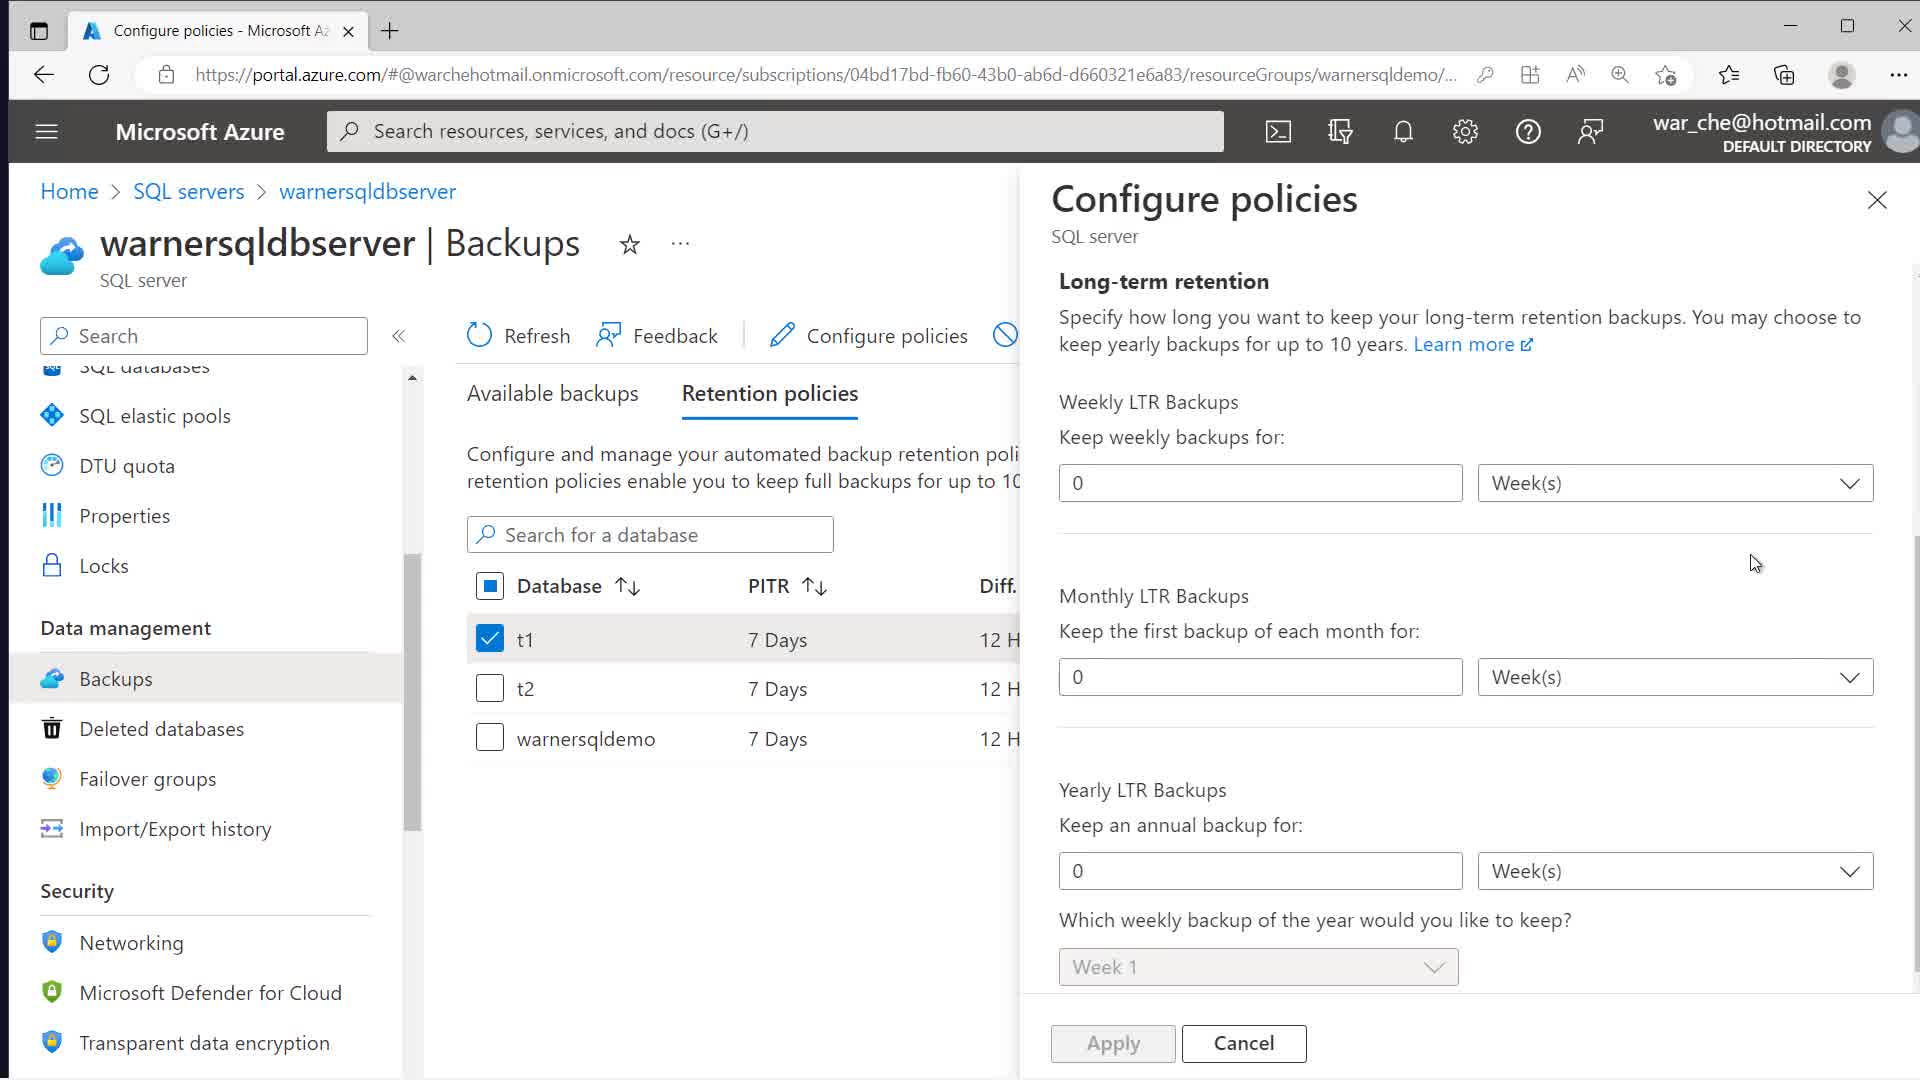 Configure policies - Microsoft Az
https://portal.azure.com/#@warchehotmail.onmicrosoft.com/resource/subscriptions/04bd17bd-fb60-43b0-ab6d-d660321e6a83/resourceGroups/warnersqldemo/...
Microsoft Azure
Search resources, services, and docs (G+/)
war_che@hotmail.com
DEFAULT DIRECTORY
Home > SQL servers > warnersqldbserver
warnersqldbserver | Backups
SQL server
Search
SQL databases
SQL elastic pools
DTU quota
Properties
Locks
Data management
Backups
Deleted databases
Failover groups
Import/Export history
Security
Networking
Microsoft Defender for Cloud
Transparent data encryption
Refresh
Feedback
Configure policies
Available backups
Retention policies
Configure and manage your automated backup retention poli
retention policies enable you to keep full backups for up to 10
Search for a database
Database PITR Diff.
t1 7 Days 12 H
t2 7 Days 12 H
warnersqldemo 7 Days 12 H
Configure policies
SQL server
Long-term retention
Specify how long you want to keep your long-term retention backups. You may choose to
keep yearly backups for up to 10 years. Learn more
Weekly LTR Backups
Keep weekly backups for:
0 Week(s)
Monthly LTR Backups
Keep the first backup of each month for:
0 Week(s)
Yearly LTR Backups
Keep an annual backup for:
0 Week(s)
Which weekly backup of the year would you like to keep?
Week 1
Apply Cancel